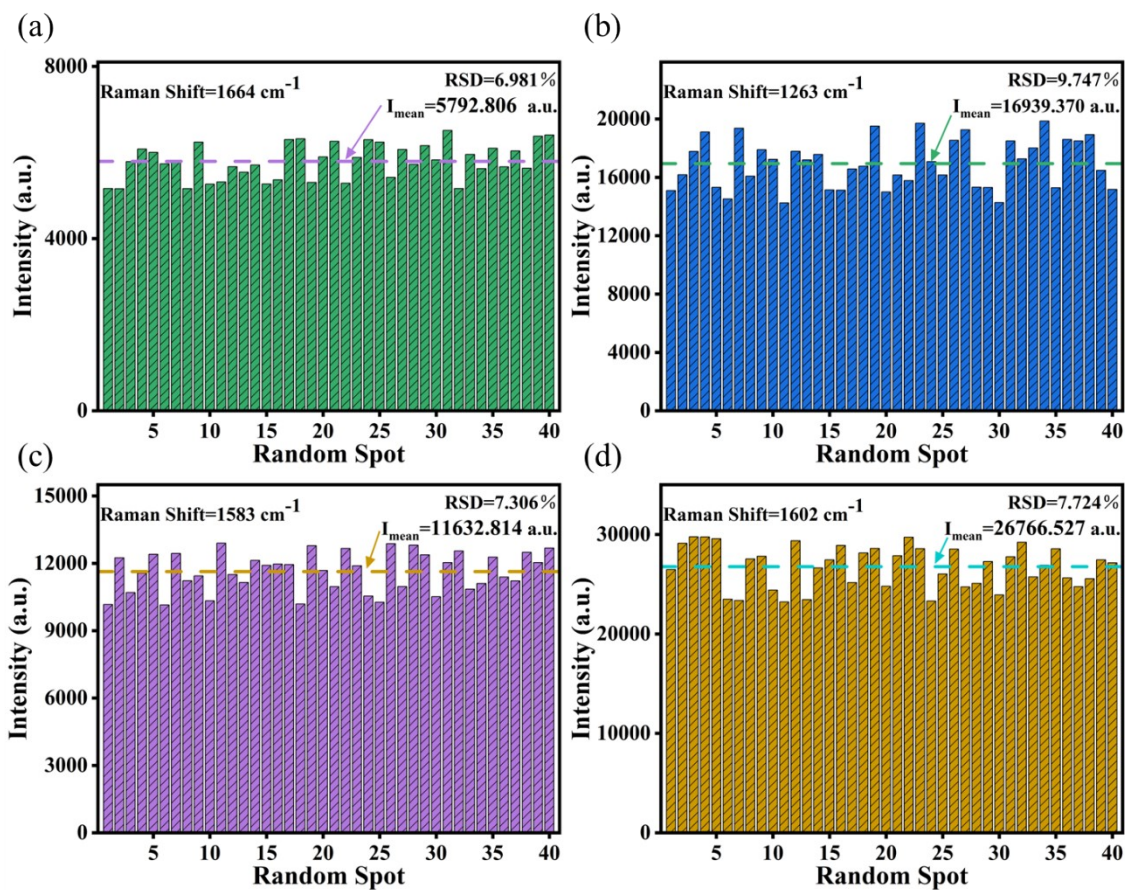 (a)
8000
4000
0
Intensity (a.u.)
Raman Shift=1664 cm⁻¹
RSD=6.981%
Imean=5792.806 a.u.
5 10 15 20 25 30 35 40
Random Spot
(b)
20000
16000
12000
8000
4000
0
Intensity (a.u.)
Raman Shift=1263 cm⁻¹
RSD=9.747%
Imean=16939.370 a.u.
5 10 15 20 25 30 35 40
Random Spot
(c)
15000
12000
9000
6000
3000
0
Intensity (a.u.)
Raman Shift=1583 cm⁻¹
RSD=7.306%
Imean=11632.814 a.u.
5 10 15 20 25 30 35 40
Random Spot
(d)
30000
20000
10000
0
Intensity (a.u.)
Raman Shift=1602 cm⁻¹
RSD=7.724%
Imean=26766.527 a.u.
5 10 15 20 25 30 35 40
Random Spot